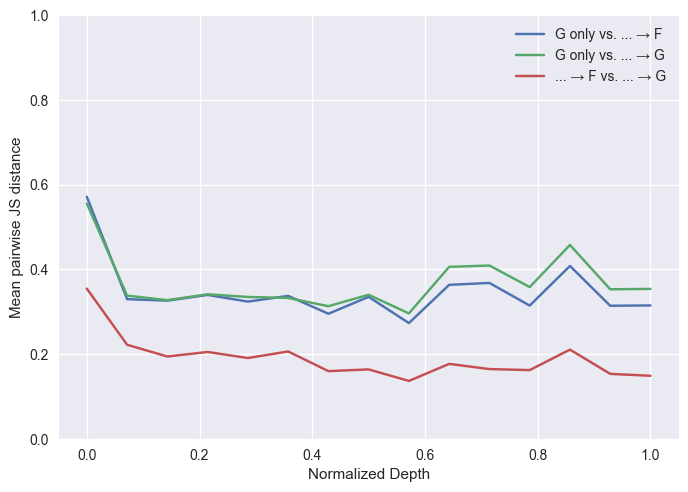 1.0
0.8
0.6
0.4
0.2
0.0
Mean pairwise JS distance
G only vs. ... → F
G only vs. ... → G
... → F vs. ... → G
0.0 0.2 0.4 0.6 0.8 1.0
Normalized Depth